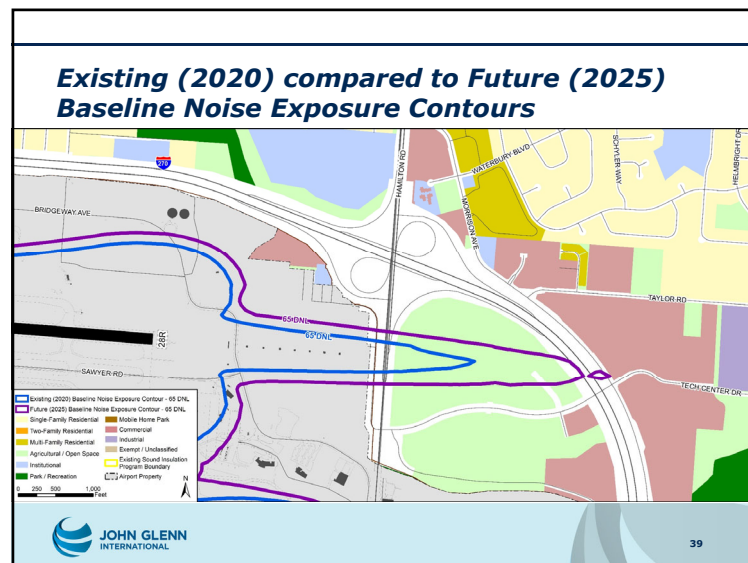 Existing (2020) compared to Future (2025)
Baseline Noise Exposure Contours
270
HAMILTON RD
WATERBURY BLVD
SCHYLER WAY
HELMBRIGHT DR
BRIDGEWAY AVE
MORRISON AVE
65 DNL
65 DNL
TAYLOR RD
28R
SAWYER RD
TECH CENTER DR
Existing (2020) Baseline Noise Exposure Contour - 65 DNL
Future (2025) Baseline Noise Exposure Contour - 65 DNL
Single-Family Residential
Two-Family Residential
Multi-Family Residential
Agricultural / Open Space
Institutional
Park / Recreation
Mobile Home Park
Commercial
Industrial
Exempt / Unclassified
Existing Sound Insulation
Program Boundary
Airport Property
0 250 500 1,000
Feet
N
JOHN GLENN
INTERNATIONAL
39